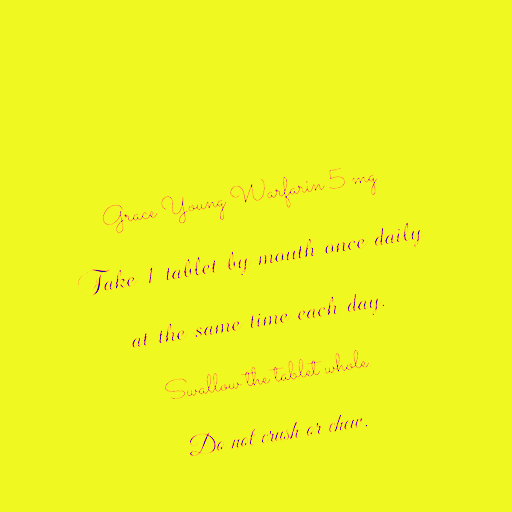 Grace Young Warfarin 5 mg
Take 1 tablet by mouth once daily
at the same time each day.
Swallow the tablet whole.
Do not crush or chew.